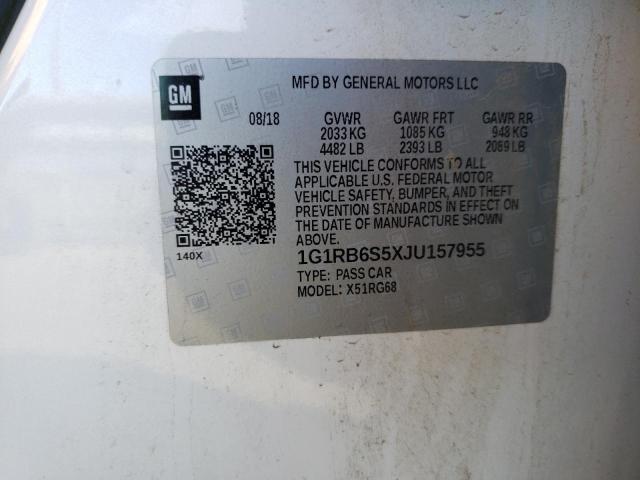 GM
MFD BY GENERAL MOTORS LLC
08/18 GVWR GAWR FRT GAWR RR
2033 KG 1085 KG 948 KG
4482 LB 2393 LB 2089 LB
THIS VEHICLE CONFORMS TO ALL
APPLICABLE U.S. FEDERAL MOTOR
VEHICLE SAFETY, BUMPER, AND THEFT
PREVENTION STANDARDS IN EFFECT ON
THE DATE OF MANUFACTURE SHOWN
ABOVE.
140X
1G1RB6S5XJU157955
TYPE: PASS CAR
MODEL: X51RG68